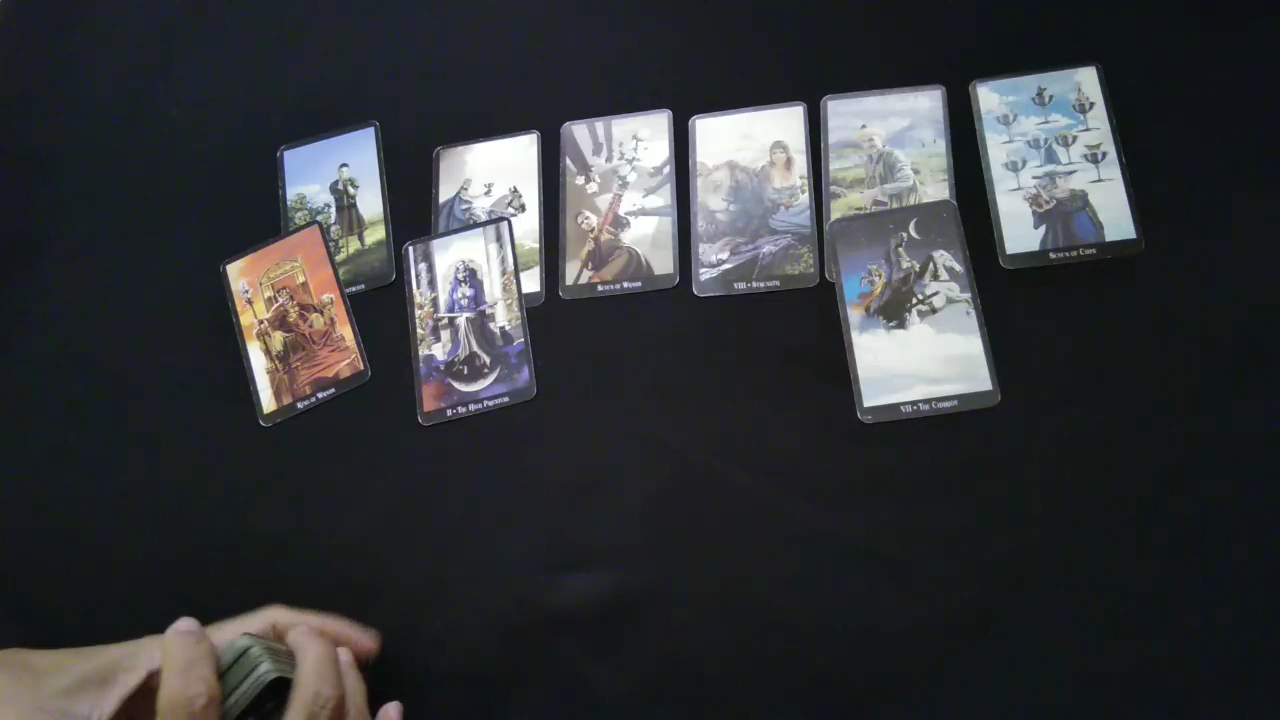 SEVEN OF WANDS
VIII • STRENGTH
SEVEN OF CUPS
KING OF WANDS
II • THE HIGH PRIESTESS
VII • THE CHARIOT